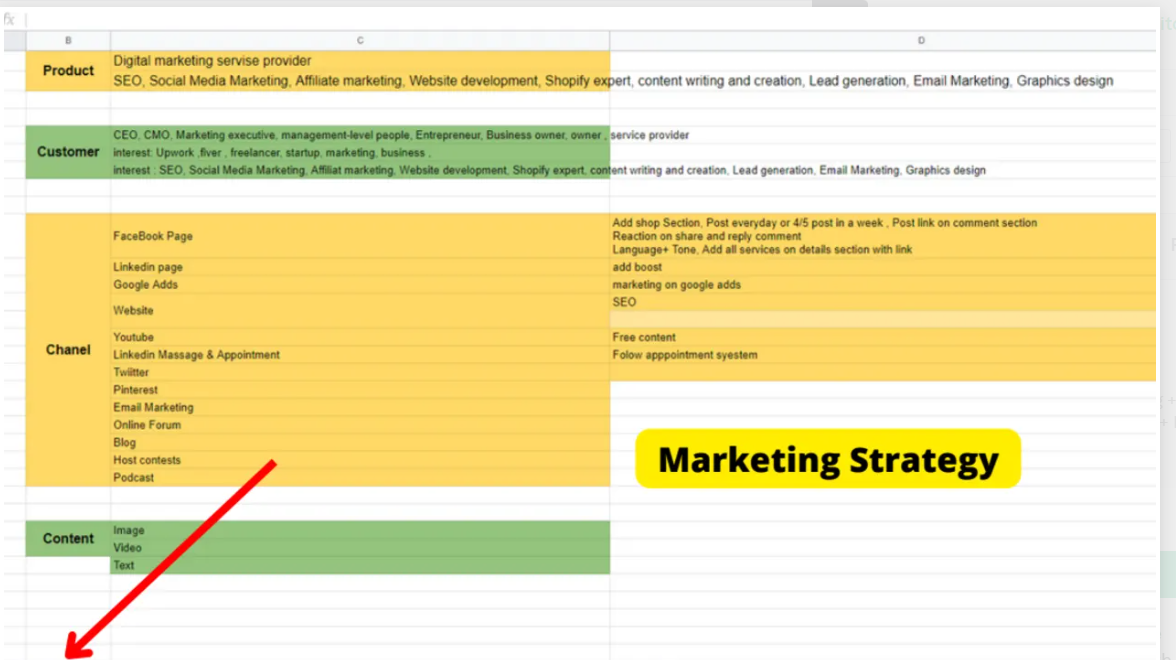 fx
B C D
Product
Digital marketing servise provider
SEO, Social Media Marketing, Affiliate marketing, Website development, Shopify expert, content writing and creation, Lead generation, Email Marketing, Graphics design
Customer
CEO, CMO, Marketing executive, management-level people, Entrepreneur, Business owner, owner , service provider
interest: Upwork ,fiver , freelancer, startup, marketing, business ,
interest : SEO, Social Media Marketing, Affiliat marketing, Website development, Shopify expert, content writing and creation, Lead generation, Email Marketing, Graphics design
Chanel
FaceBook Page
Add shop Section, Post everyday or 4/5 post in a week , Post link on comment section
Reaction on share and reply comment
Language+ Tone, Add all services on details section with link
Linkedin page add boost
Google Adds marketing on google adds
Website SEO
Youtube Free content
Linkedin Massage & Appointment Folow apppointment syestem
Twiitter
Pinterest
Email Marketing
Online Forum
Blog
Host contests
Podcast
Marketing Strategy
Content
Image
Video
Text